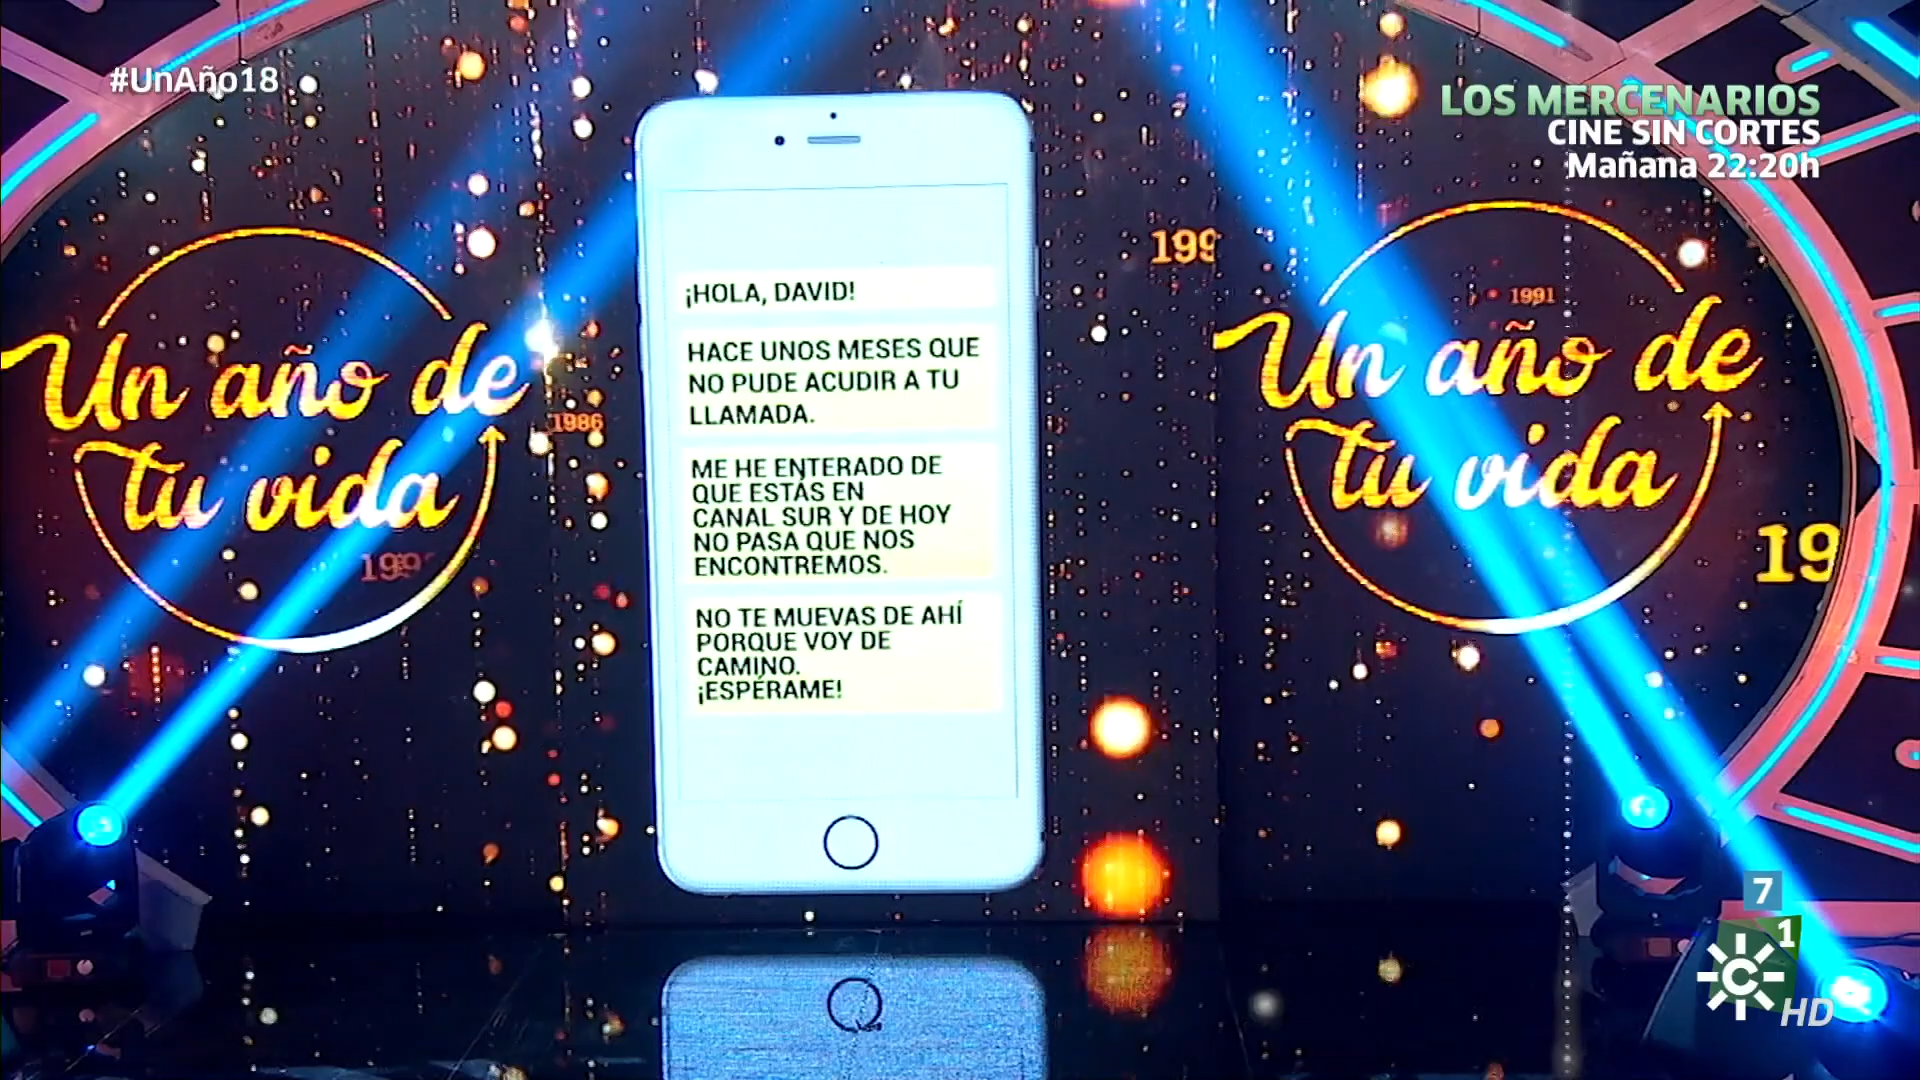 #UnAño18
LOS MERCENARIOS
CINE SIN CORTES
Mañana 22:20h
Un año de
tu vida
1986
199
¡HOLA, DAVID!
HACE UNOS MESES QUE
NO PUDE ACUDIR A TU
LLAMADA.
ME HE ENTERADO DE
QUE ESTÁS EN
CANAL SUR Y DE HOY
NO PASA QUE NOS
ENCONTREMOS.
NO TE MUEVAS DE AHÍ
PORQUE VOY DE
CAMINO.
¡ESPÉRAME!
199
1991
Un año de
tu vida
19
7
1
C
HD